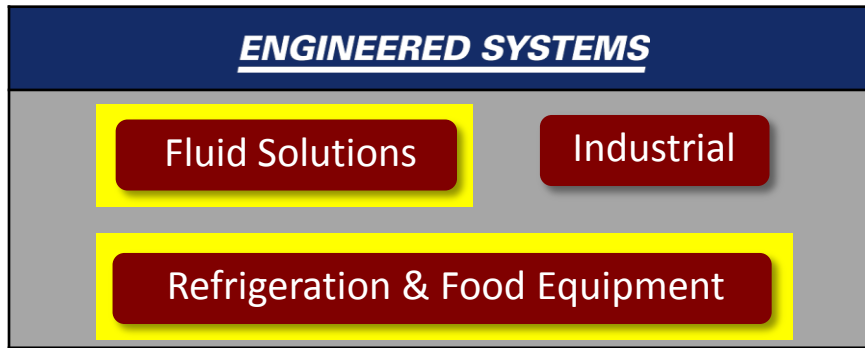 ENGINEERED SYSTEMS
Fluid Solutions
Industrial
Refrigeration & Food Equipment